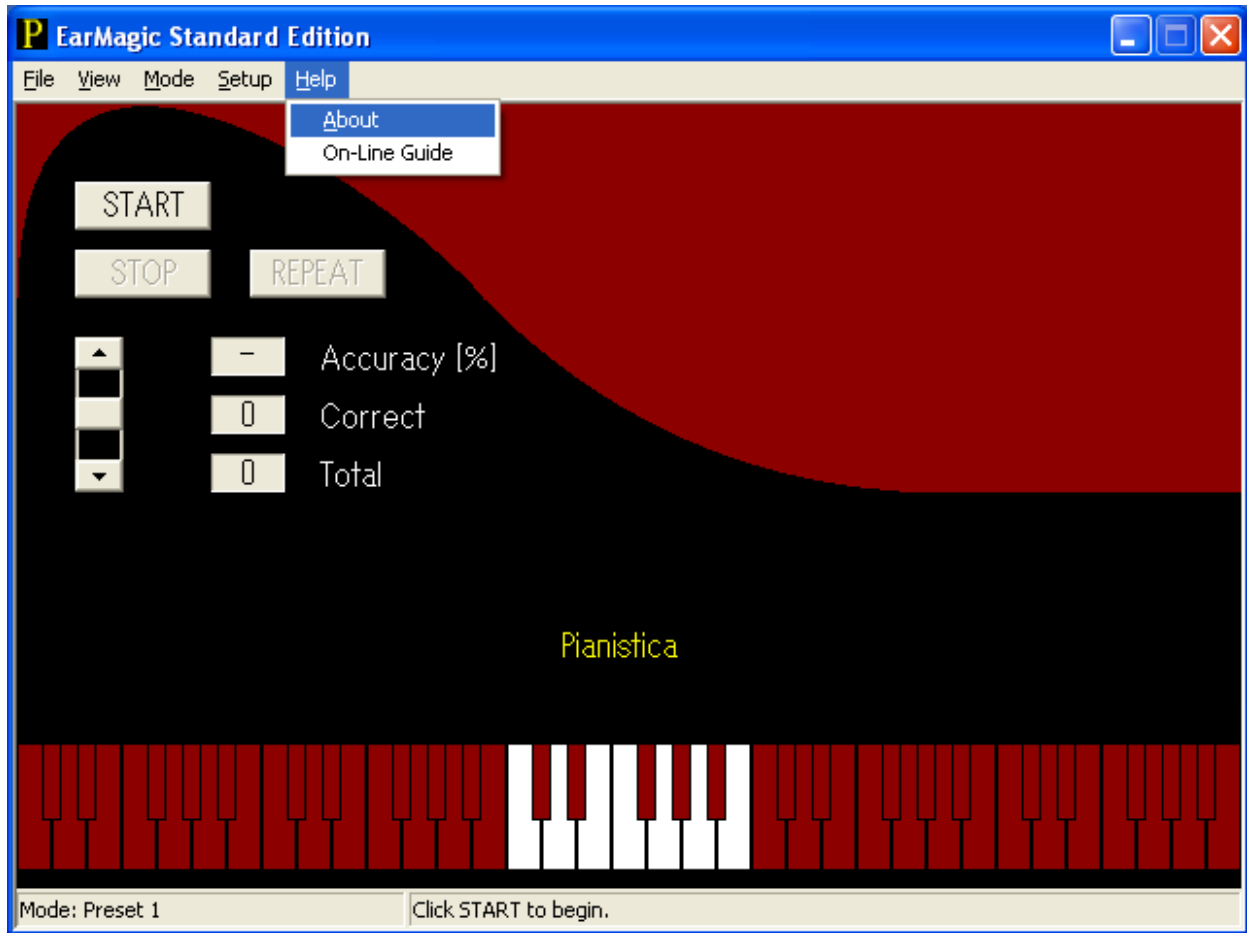 P EarMagic Standard Edition
File View Mode Setup Help
About
On-Line Guide
START
STOP REPEAT
- Accuracy [%]
0 Correct
0 Total
Pianistica
Mode: Preset 1 Click START to begin.